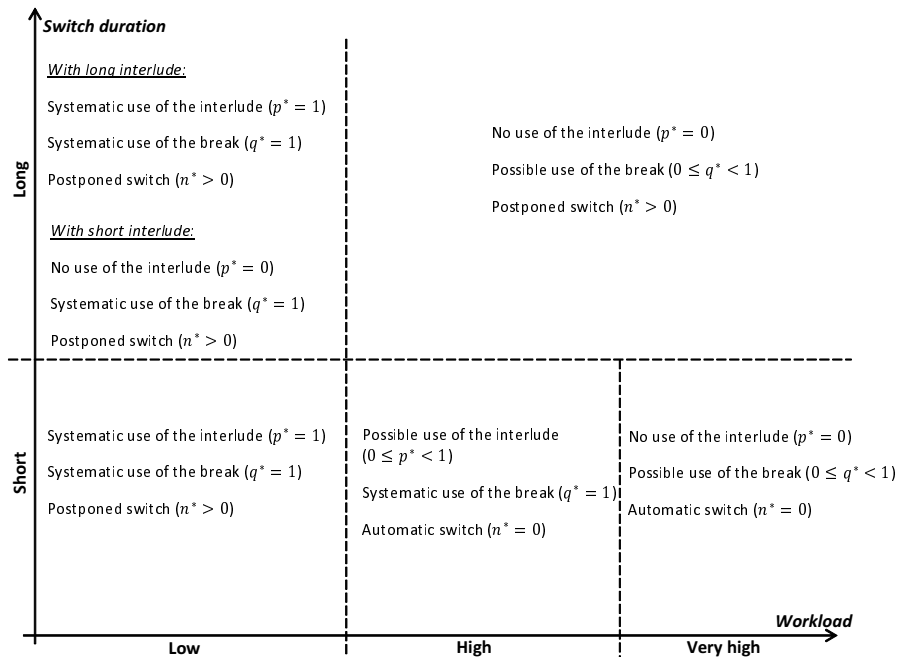 Switch duration
With long interlude:
Systematic use of the interlude (p* = 1)
Systematic use of the break (q* = 1)
Postponed switch (n* > 0)
With short interlude:
No use of the interlude (p* = 0)
Systematic use of the break (q* = 1)
Postponed switch (n* > 0)
No use of the interlude (p* = 0)
Possible use of the break (0 ≤ q* < 1)
Postponed switch (n* > 0)
Long
Systematic use of the interlude (p* = 1)
Systematic use of the break (q* = 1)
Postponed switch (n* > 0)
Possible use of the interlude
(0 ≤ p* < 1)
Systematic use of the break (q* = 1)
Automatic switch (n* = 0)
No use of the interlude (p* = 0)
Possible use of the break (0 ≤ q* < 1)
Automatic switch (n* = 0)
Short
Workload
Low
High
Very high